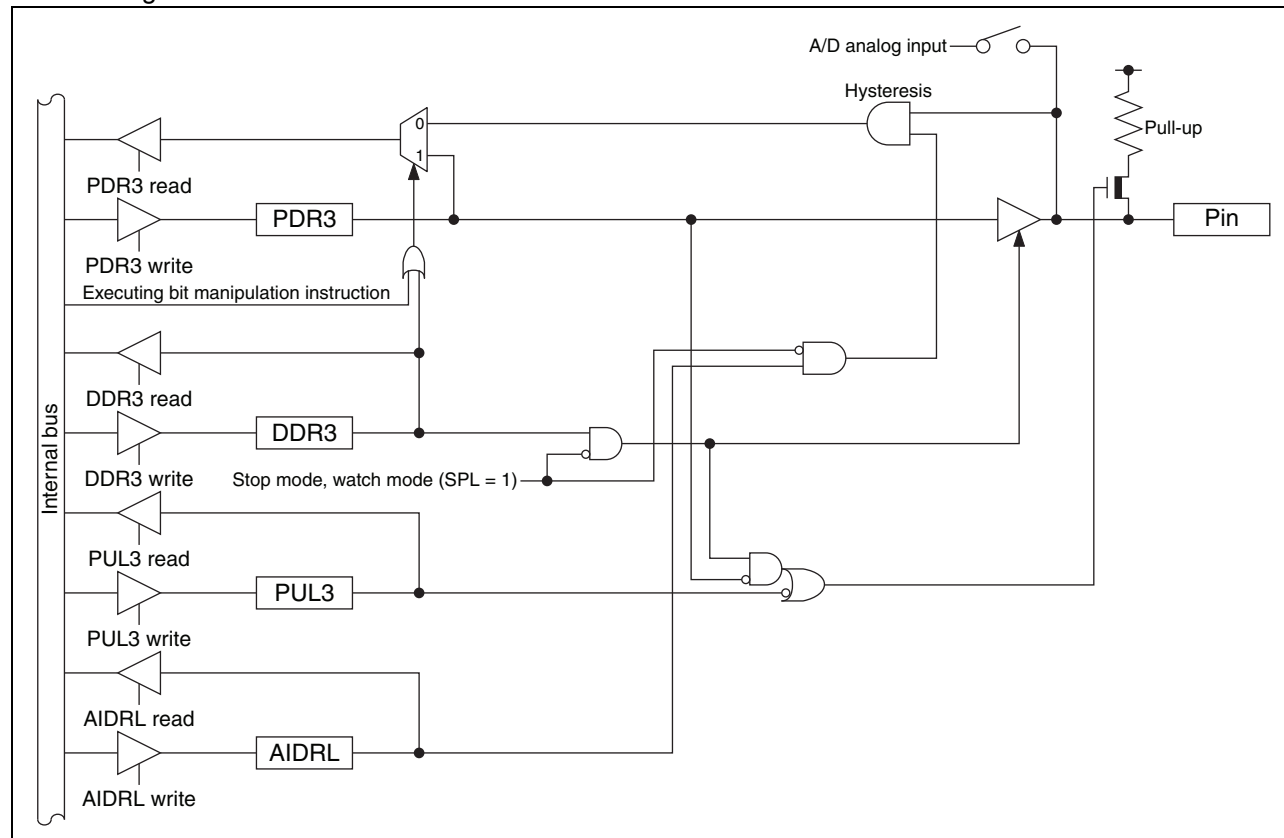 A/D analog input
Hysteresis
0
Pull-up
1
PDR3 read
PDR3
Pin
PDR3 write
Executing bit manipulation instruction
DDR3 read
DDR3
DDR3 write
Stop mode, watch mode (SPL = 1)
Internal bus
PUL3 read
PUL3
PUL3 write
AIDRL read
AIDRL
AIDRL write